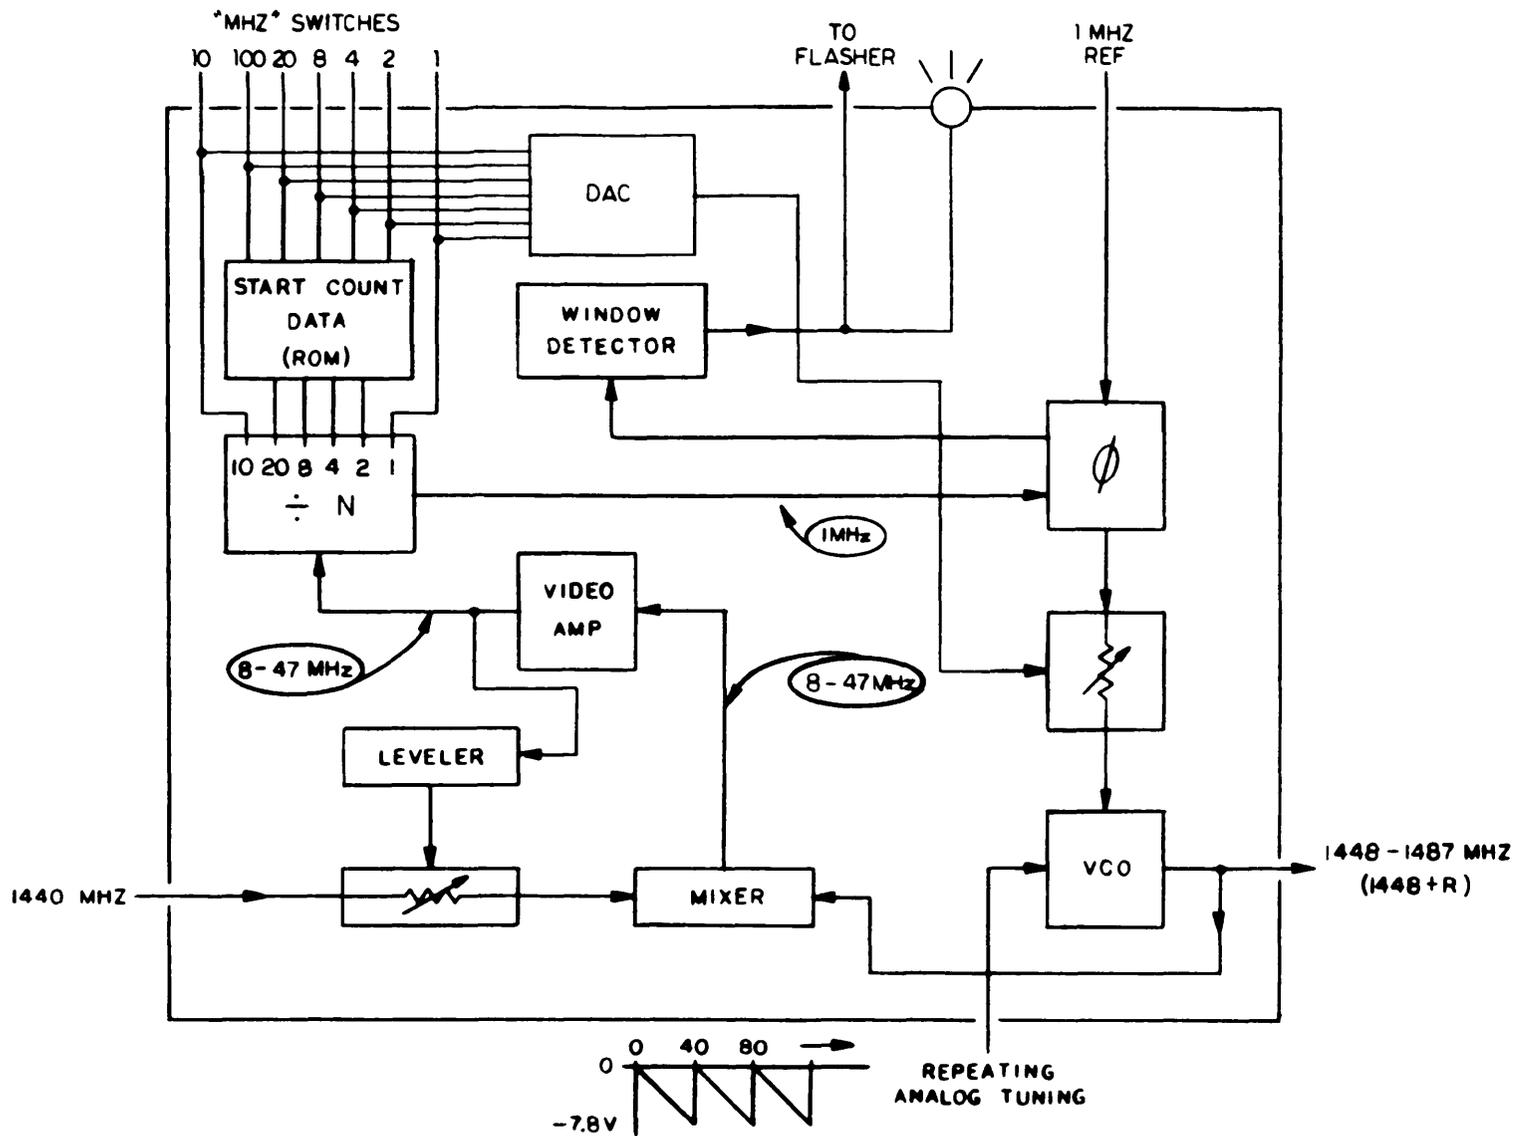 "MHZ" SWITCHES
10 100 20 8 4 2 1
TO
FLASHER
1 MHZ
REF
DAC
START COUNT
DATA
(ROM)
WINDOW
DETECTOR
10 20 8 4 2 1
÷ N
ϕ
1MHz
VIDEO
AMP
8-47 MHz
8-47MHz
LEVELER
1440 MHZ
MIXER
VCO
1448-1487 MHZ
(1448+R)
0 40 80
0
-7.8V
REPEATING
ANALOG TUNING